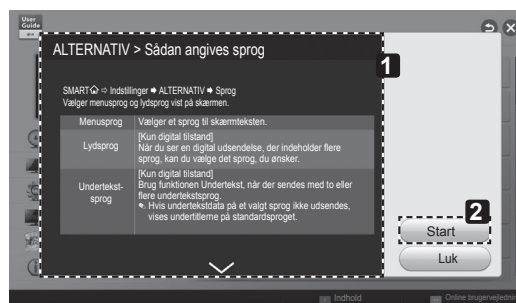 User
Guide
ALTERNATIV > Sådan angives sprog
1
SMART ⇨ Indstillinger ➧ ALTERNATIV ➧ Sprog
Vælger menusprog og lydsprog vist på skærmen.
Menusprog Vælger et sprog til skærmteksten.
Lydsprog
[Kun digital tilstand]
Når du ser en digital udsendelse, der indeholder flere
sprog, kan du vælge det sprog, du ønsker.
Undertekst-
sprog
[Kun digital tilstand]
Brug funktionen Undertekst, når der sendes med to eller
flere undertekstsprog.
Hvis undertekstdata på et valgt sprog ikke udsendes,
vises undertitlerne på standardsproget.
2
Start
Luk
Indhold
Online brugervejledning